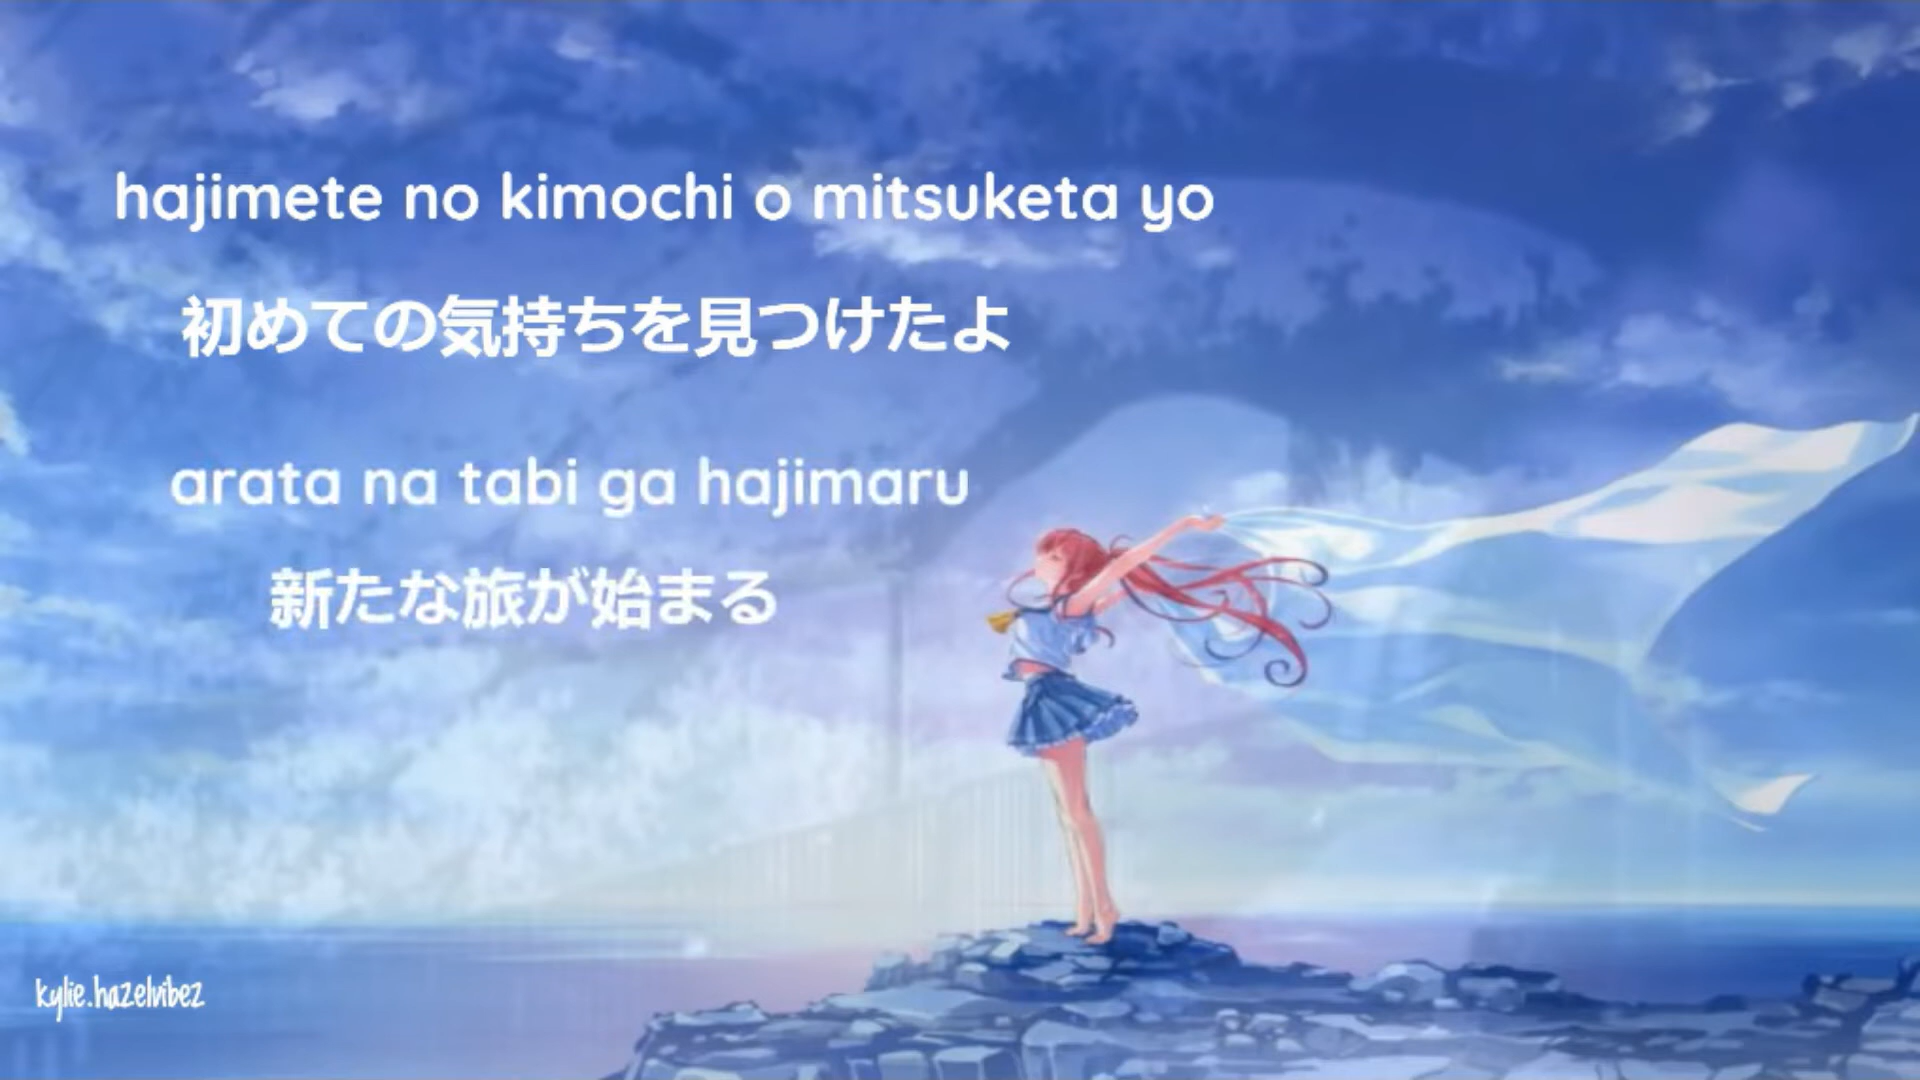 hajimete no kimochi o mitsuketa yo
初めての気持ちを見つけたよ
arata na tabi ga hajimaru
新たな旅が始まる
kylie.hazelvibez